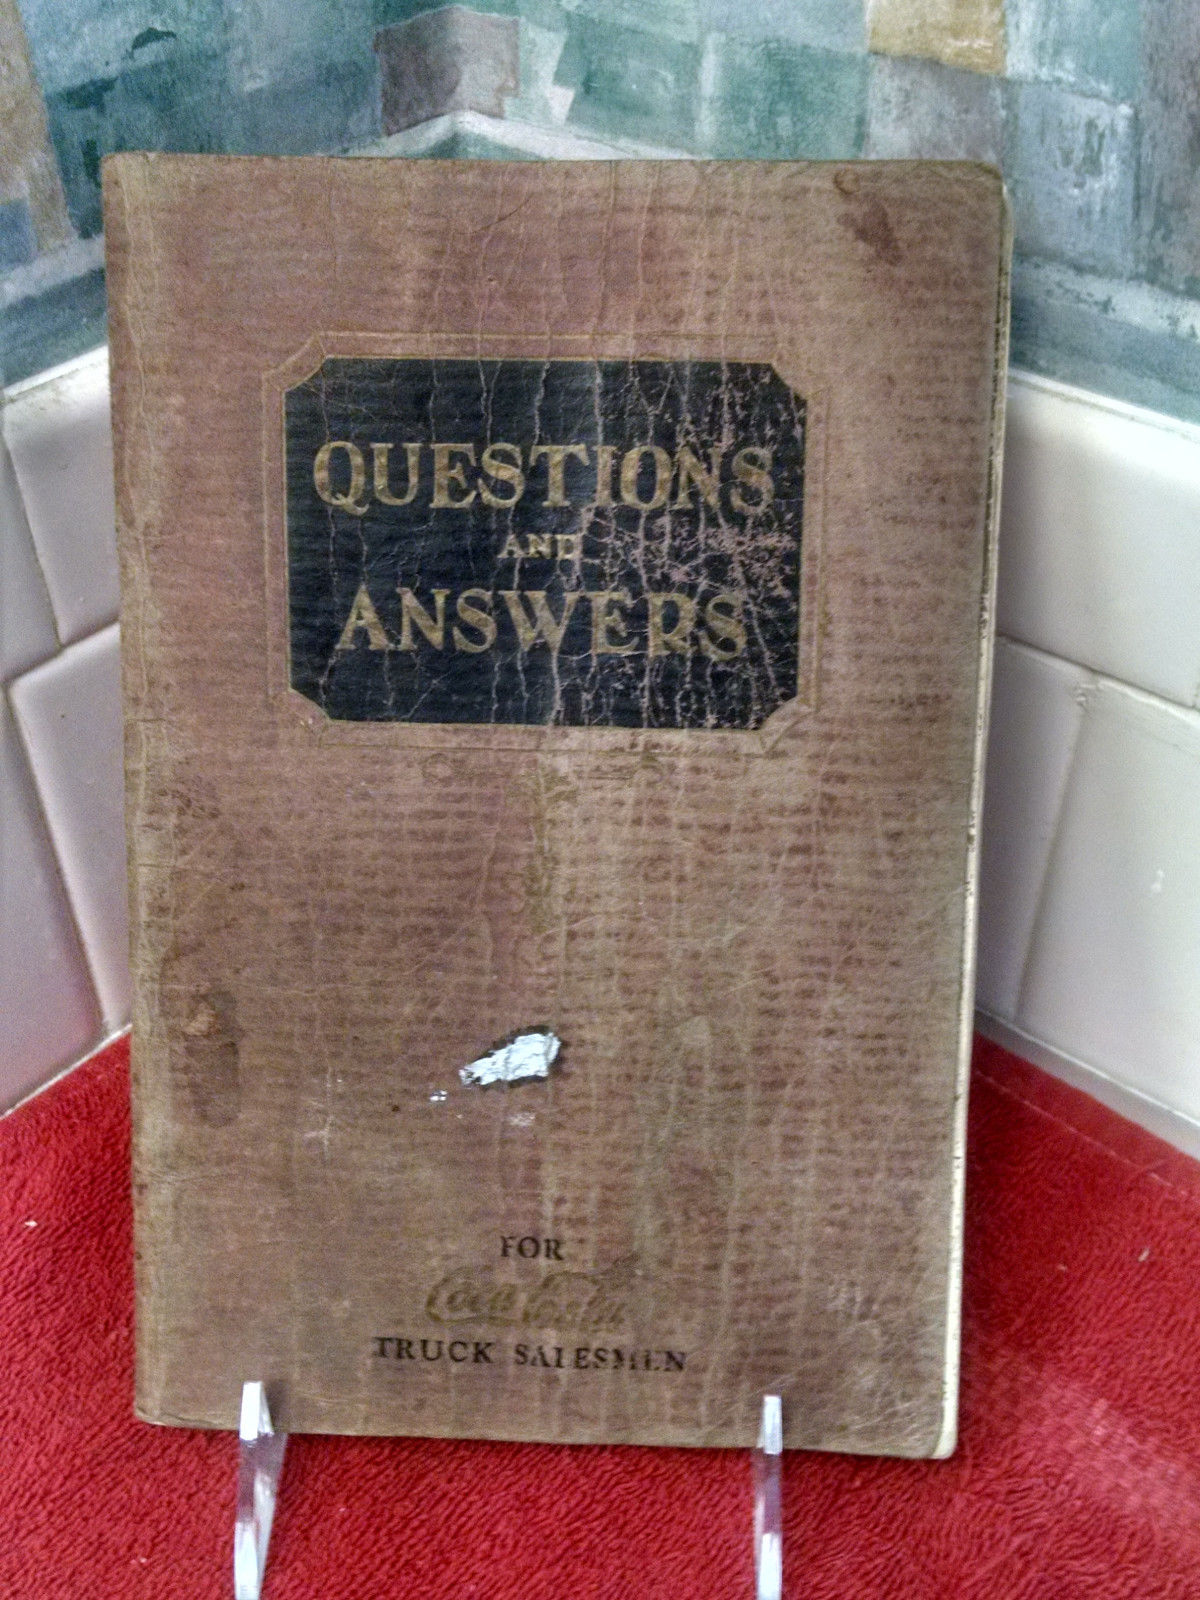 QUESTIONS
AND
ANSWERS
FOR
Coca-Cola
TRUCK SALESMEN